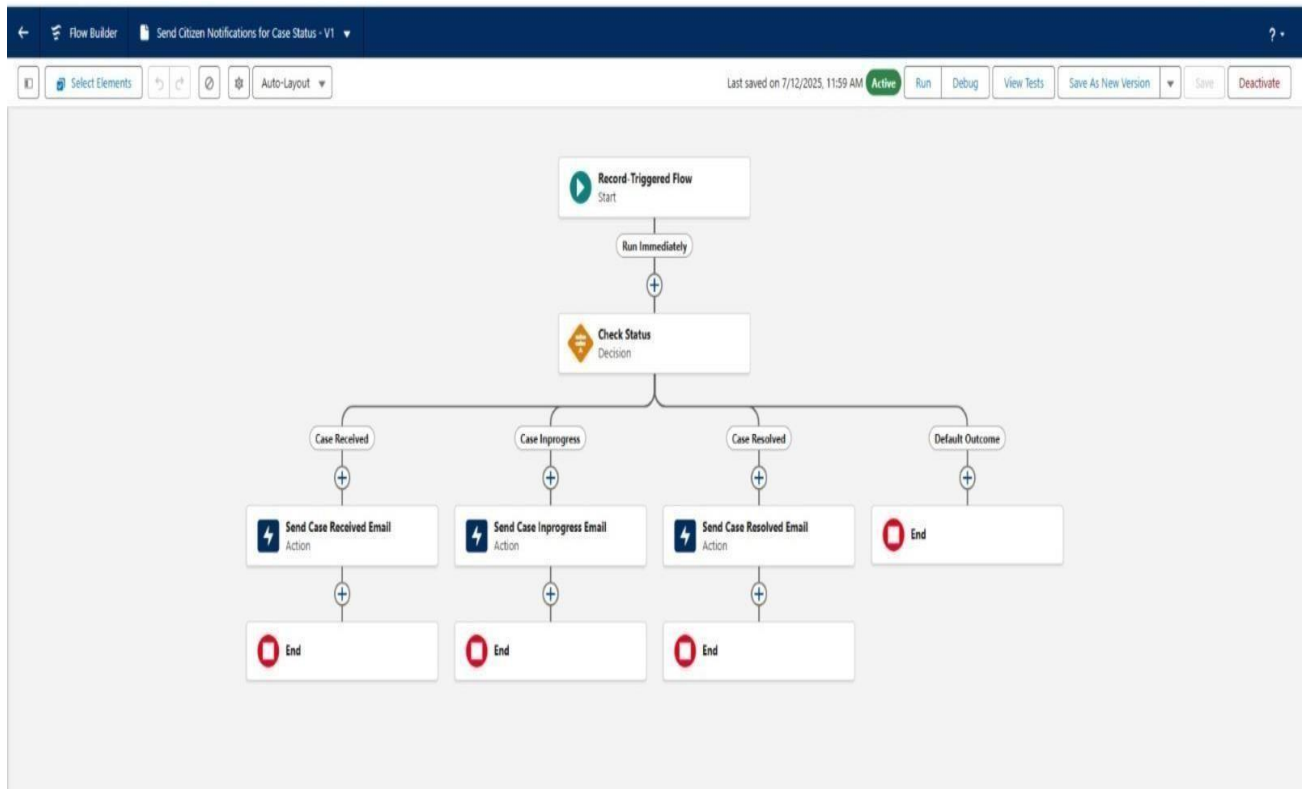 Flow Builder
Send Citizen Notifications for Case Status - V1
?
Select Elements
Auto-Layout
Last saved on 7/12/2025, 11:59 AM
Active
Run
Debug
View Tests
Save As New Version
Save
Deactivate
Record-Triggered Flow
Start
Run Immediately
Check Status
Decision
Case Received
Case Inprogress
Case Resolved
Default Outcome
Send Case Received Email
Action
Send Case Inprogress Email
Action
Send Case Resolved Email
Action
End
End
End
End